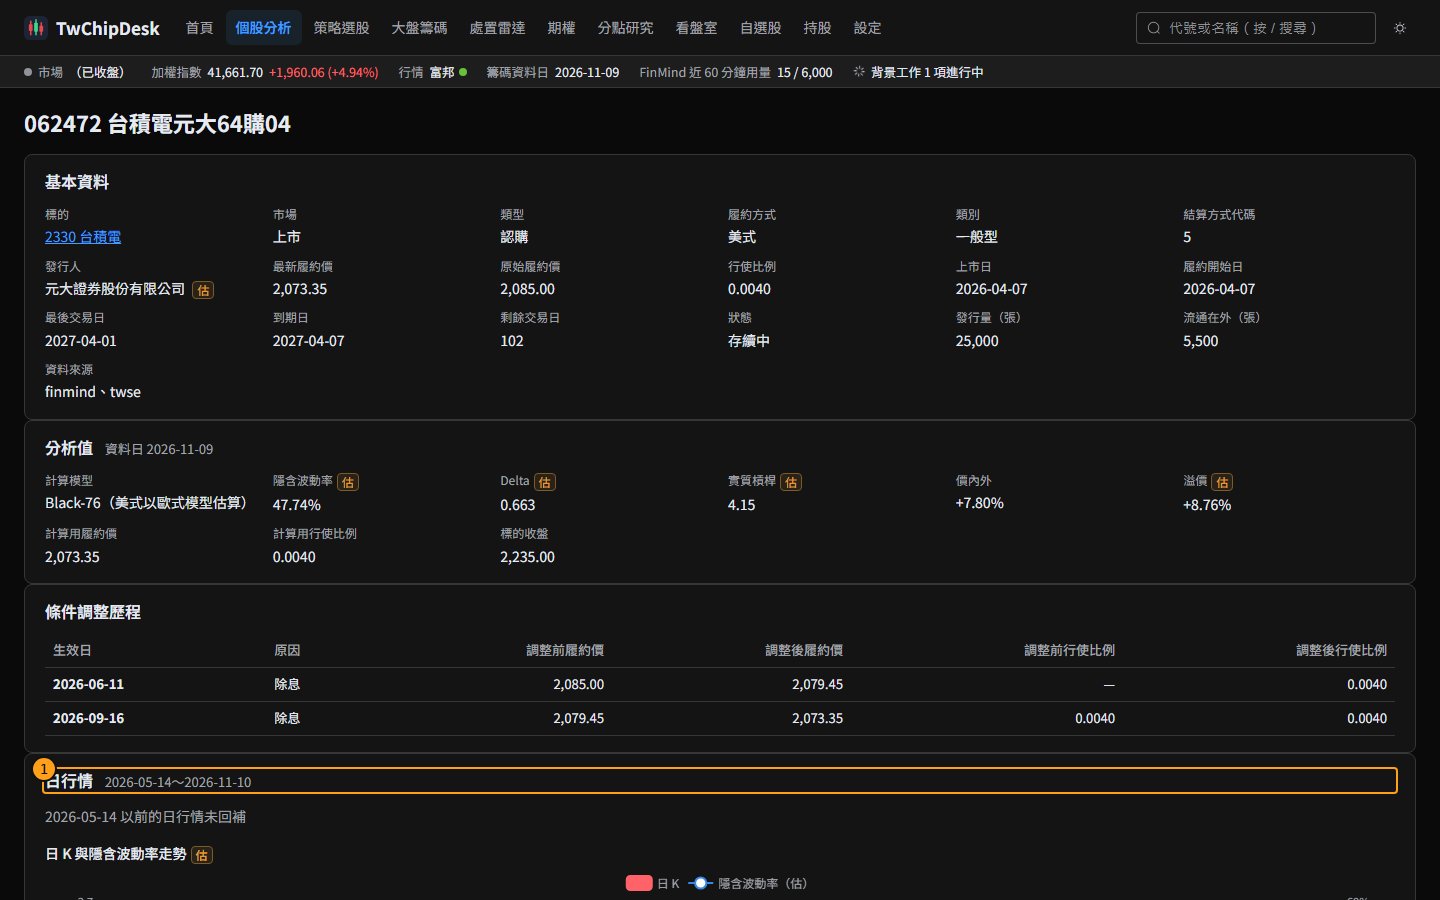 TwChipDesk 首頁 個股分析 策略選股 大盤籌碼 處置雷達 期權 分點研究 看盤室 自選股 持股 設定 代號或名稱（按 / 搜尋）
市場 （已收盤） 加權指數 41,661.70 +1,960.06 (+4.94%) 行情 富邦 籌碼資料日 2026-11-09 FinMind 近 60 分鐘用量 15 / 6,000 背景工作 1 項進行中
062472 台積電元大64購04
基本資料
標的 市場 類型 履約方式 類別 結算方式代碼
2330 台積電 上市 認購 美式 一般型 5
發行人 最新履約價 原始履約價 行使比例 上市日 履約開始日
元大證券股份有限公司 估 2,073.35 2,085.00 0.0040 2026-04-07 2026-04-07
最後交易日 到期日 剩餘交易日 狀態 發行量（張） 流通在外（張）
2027-04-01 2027-04-07 102 存續中 25,000 5,500
資料來源
finmind、twse
分析值 資料日 2026-11-09
計算模型 隱含波動率 估 Delta 估 實質槓桿 估 價內外 溢價 估
Black-76（美式以歐式模型估算） 47.74% 0.663 4.15 +7.80% +8.76%
計算用履約價 計算用行使比例 標的收盤
2,073.35 0.0040 2,235.00
條件調整歷程
生效日 原因 調整前履約價 調整後履約價 調整前行使比例 調整後行使比例
2026-06-11 除息 2,085.00 2,079.45 — 0.0040
2026-09-16 除息 2,079.45 2,073.35 0.0040 0.0040
1
日行情 2026-05-14～2026-11-10
2026-05-14 以前的日行情未回補
日 K 與隱含波動率走勢 估
日 K 隱含波動率（估）